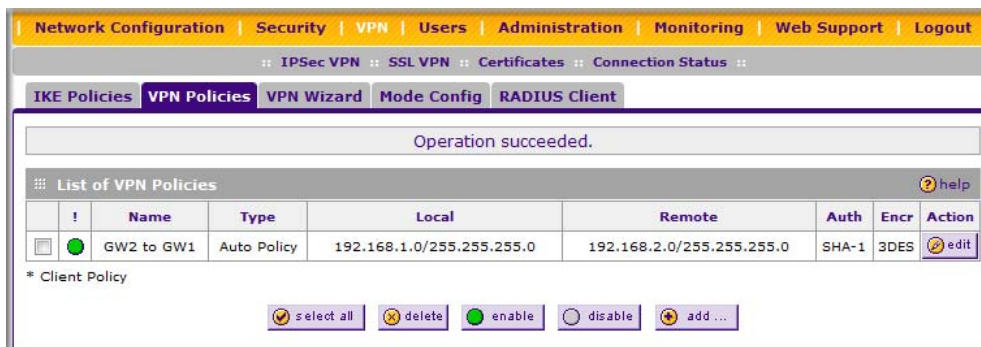 Network Configuration | Security | VPN | Users | Administration | Monitoring | Web Support | Logout
:: IPSec VPN :: SSL VPN :: Certificates :: Connection Status ::
IKE Policies VPN Policies VPN Wizard Mode Config RADIUS Client
Operation succeeded.
List of VPN Policies ? help
! Name Type Local Remote Auth Encr Action
GW2 to GW1 Auto Policy 192.168.1.0/255.255.255.0 192.168.2.0/255.255.255.0 SHA-1 3DES edit
* Client Policy
select all delete enable disable add ...